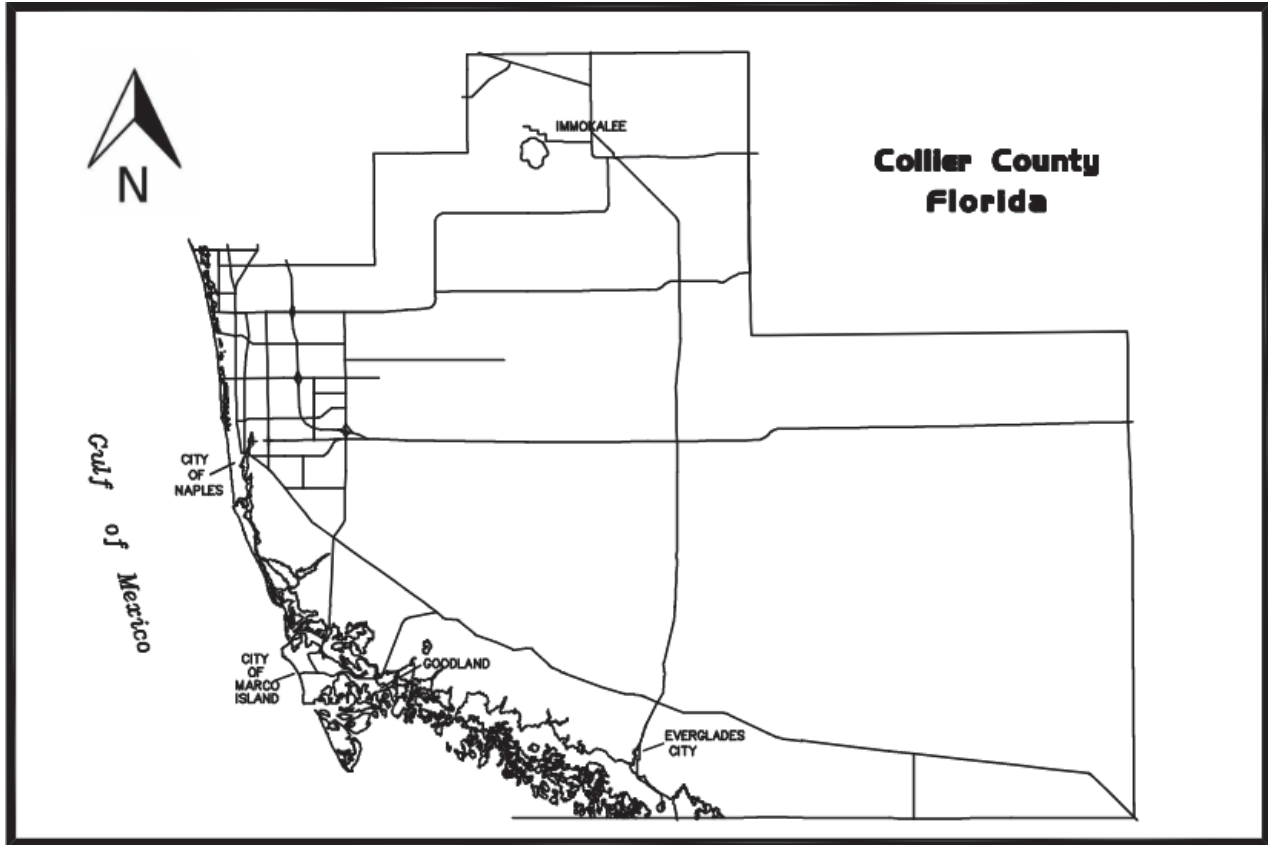 N
IMMOKALEE
Collier County
Florida
CITY
OF
NAPLES
Gulf of Mexico
CITY
OF
MARCO
ISLAND
GOODLAND
EVERGLADES
CITY